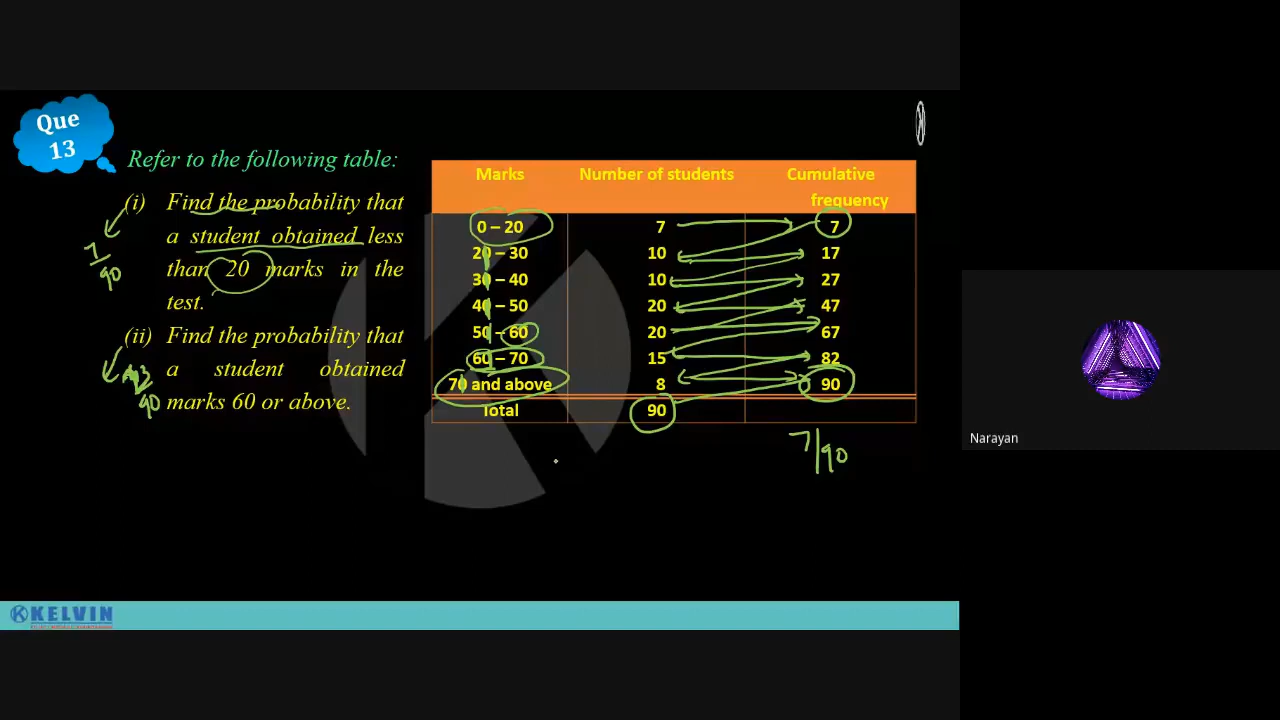 Que
13
Refer to the following table:
(i) Find the probability that
a student obtained less
than 20 marks in the
test.
7
90
(ii) Find the probability that
a student obtained
marks 60 or above.
90
Marks Number of students Cumulative
frequency
0 – 20 7 7
20 – 30 10 17
30 – 40 10 27
40 – 50 20 47
50 – 60 20 67
60 – 70 15 82
70 and above 8 90
Total 90
7/90
Narayan
KELVIN